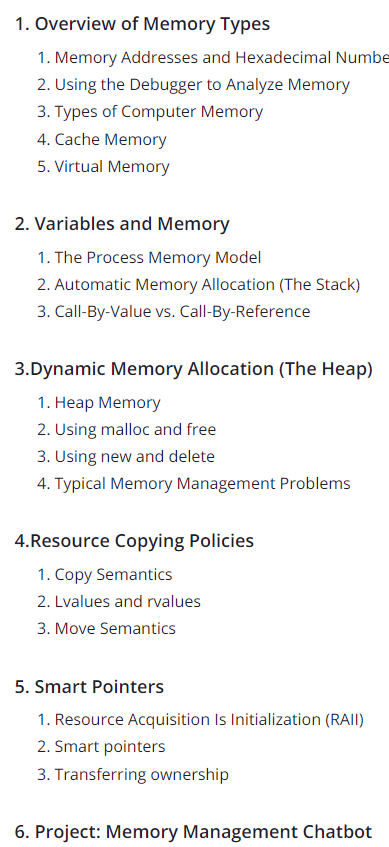 1. Overview of Memory Types
1. Memory Addresses and Hexadecimal Numbe
2. Using the Debugger to Analyze Memory
3. Types of Computer Memory
4. Cache Memory
5. Virtual Memory
2. Variables and Memory
1. The Process Memory Model
2. Automatic Memory Allocation (The Stack)
3. Call-By-Value vs. Call-By-Reference
3.Dynamic Memory Allocation (The Heap)
1. Heap Memory
2. Using malloc and free
3. Using new and delete
4. Typical Memory Management Problems
4.Resource Copying Policies
1. Copy Semantics
2. Lvalues and rvalues
3. Move Semantics
5. Smart Pointers
1. Resource Acquisition Is Initialization (RAII)
2. Smart pointers
3. Transferring ownership
6. Project: Memory Management Chatbot